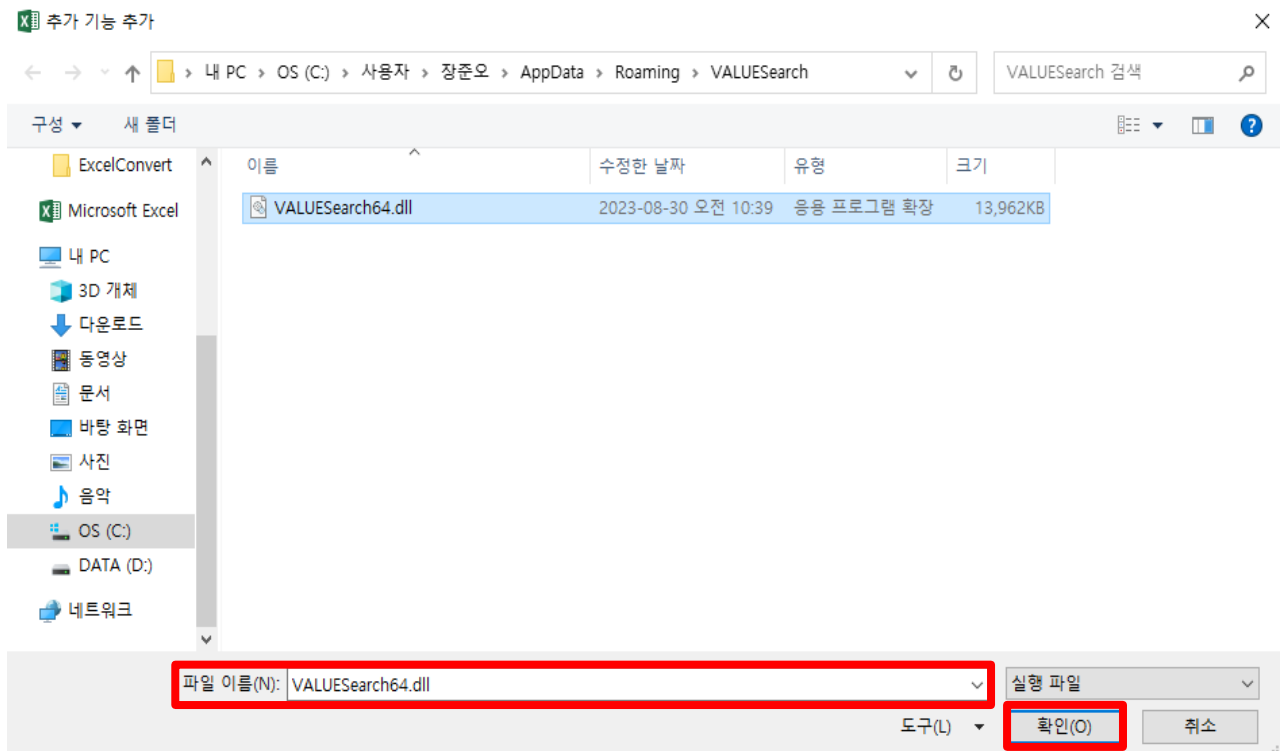 추가 기능 추가
내 PC > OS (C:) > 사용자 > 장준오 > AppData > Roaming > VALUESearch
VALUESearch 검색
구성 새 폴더
ExcelConvert
Microsoft Excel
내 PC
3D 개체
다운로드
동영상
문서
바탕 화면
사진
음악
OS (C:)
DATA (D:)
네트워크
이름 수정한 날짜 유형 크기
VALUESearch64.dll 2023-08-30 오전 10:39 응용 프로그램 확장 13,962KB
파일 이름(N): VALUESearch64.dll 실행 파일
도구(L) 확인(O) 취소